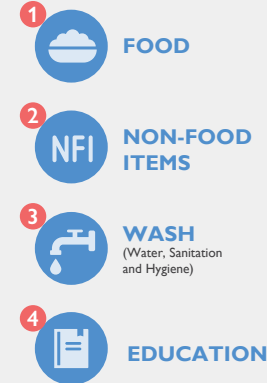 1
FOOD
2
NFI
NON-FOOD
ITEMS
3
WASH
(Water, Sanitation
and Hygiene)
4
EDUCATION